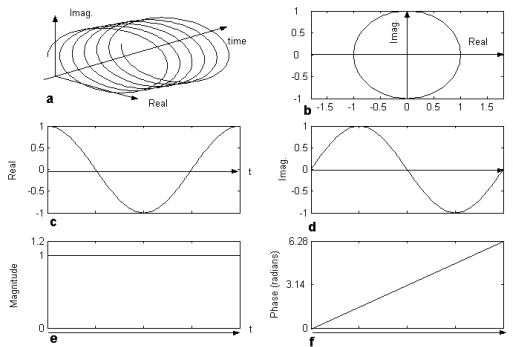 Imag.
time
Real
a
1
0.5
0
-0.5
-1
Imag.
Real
-1.5 -1 -0.5 0 0.5 1 1.5
b
Real
1
0.5
0
-0.5
-1
t
c
Imag.
1
0.5
0
-0.5
-1
d
Magnitude
1.2
1
0
t
e
Phase (radians)
6.28
3.14
0
f